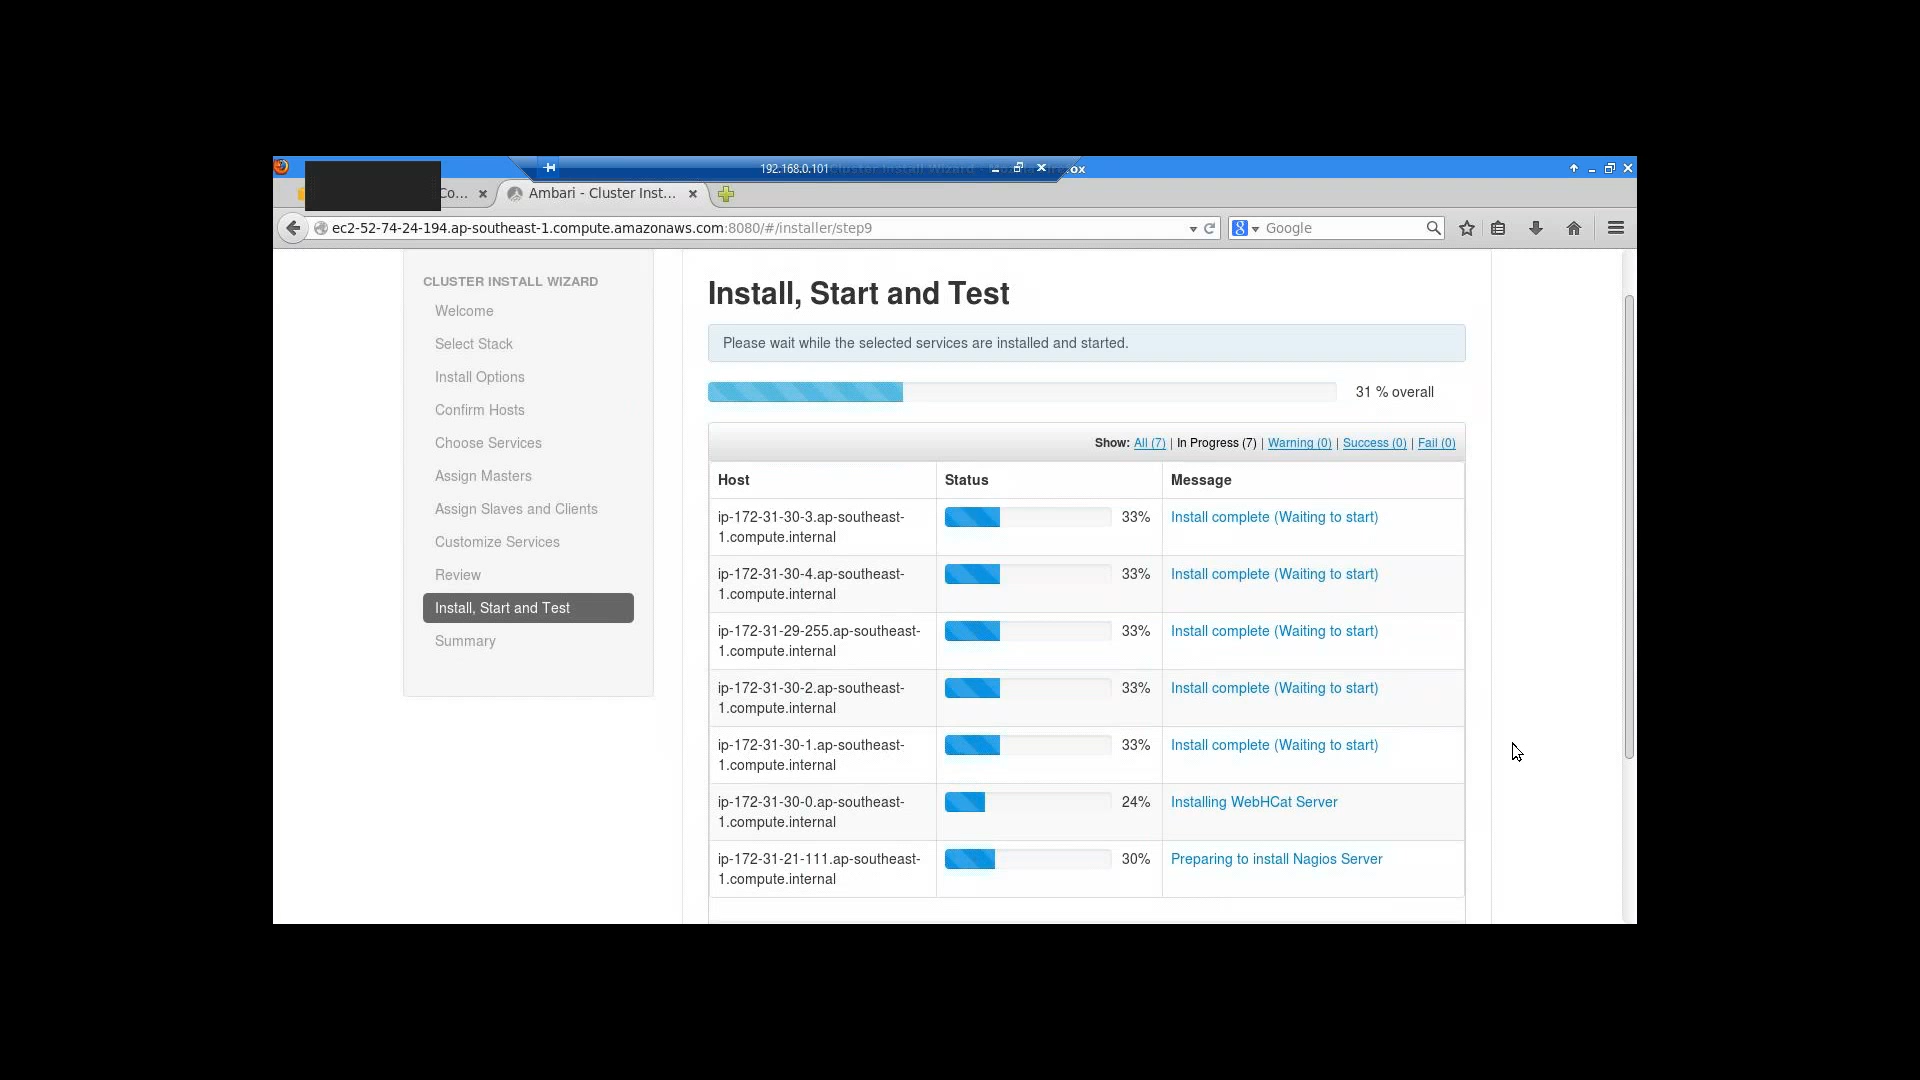 192.168.0.101
ox
Co...
Ambari - Cluster Inst...
ec2-52-74-24-194.ap-southeast-1.compute.amazonaws.com:8080/#/installer/step9
Google
CLUSTER INSTALL WIZARD
Welcome
Select Stack
Install Options
Confirm Hosts
Choose Services
Assign Masters
Assign Slaves and Clients
Customize Services
Review
Install, Start and Test
Summary
Install, Start and Test
Please wait while the selected services are installed and started.
31 % overall
Show: All (7) | In Progress (7) | Warning (0) | Success (0) | Fail (0)
Host Status Message
ip-172-31-30-3.ap-southeast-
1.compute.internal
33% Install complete (Waiting to start)
ip-172-31-30-4.ap-southeast-
1.compute.internal
33% Install complete (Waiting to start)
ip-172-31-29-255.ap-southeast-
1.compute.internal
33% Install complete (Waiting to start)
ip-172-31-30-2.ap-southeast-
1.compute.internal
33% Install complete (Waiting to start)
ip-172-31-30-1.ap-southeast-
1.compute.internal
33% Install complete (Waiting to start)
ip-172-31-30-0.ap-southeast-
1.compute.internal
24% Installing WebHCat Server
ip-172-31-21-111.ap-southeast-
1.compute.internal
30% Preparing to install Nagios Server